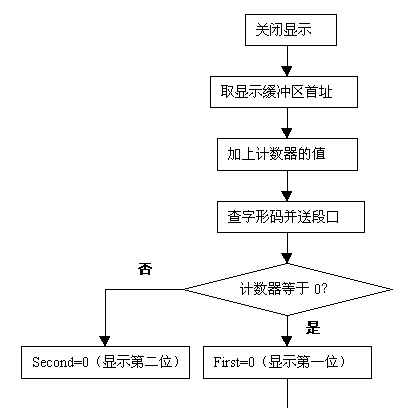 关闭显示
取显示缓冲区首址
加上计数器的值
查字形码并送段口
计数器等于 0?
否
是
Second=0（显示第二位）
First=0（显示第一位）